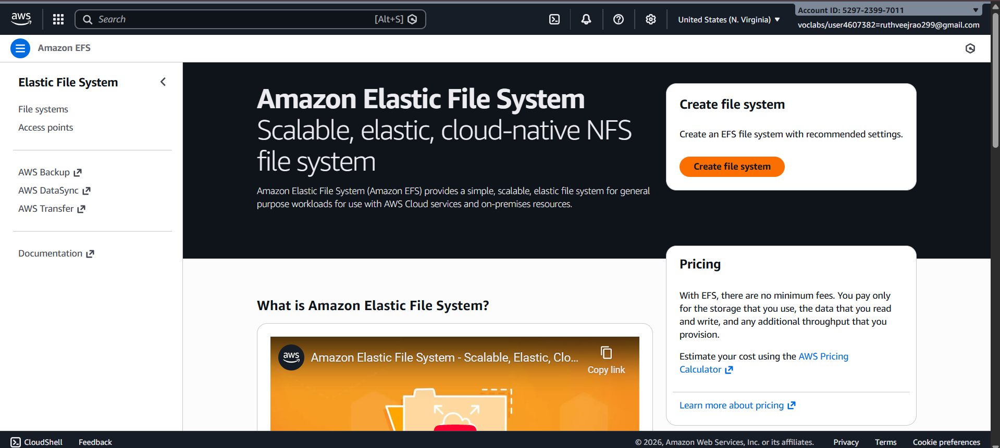 aws
Search
[Alt+S]
United States (N. Virginia)
Account ID: 5297-2399-7011
voclabs/user4607382=ruthveejrao299@gmail.com
Amazon EFS
Elastic File System
File systems
Access points
AWS Backup
AWS DataSync
AWS Transfer
Documentation
Amazon Elastic File System
Scalable, elastic, cloud-native NFS
file system
Amazon Elastic File System (Amazon EFS) provides a simple, scalable, elastic file system for general
purpose workloads for use with AWS Cloud services and on-premises resources.
Create file system
Create an EFS file system with recommended settings.
Create file system
Pricing
With EFS, there are no minimum fees. You pay only
for the storage that you use, the data that you read
and write, and any additional throughput that you
provision.
Estimate your cost using the AWS Pricing
Calculator
Learn more about pricing
What is Amazon Elastic File System?
aws
Amazon Elastic File System - Scalable, Elastic, Clo...
Copy link
CloudShell
Feedback
© 2026, Amazon Web Services, Inc. or its affiliates.
Privacy
Terms
Cookie preferences